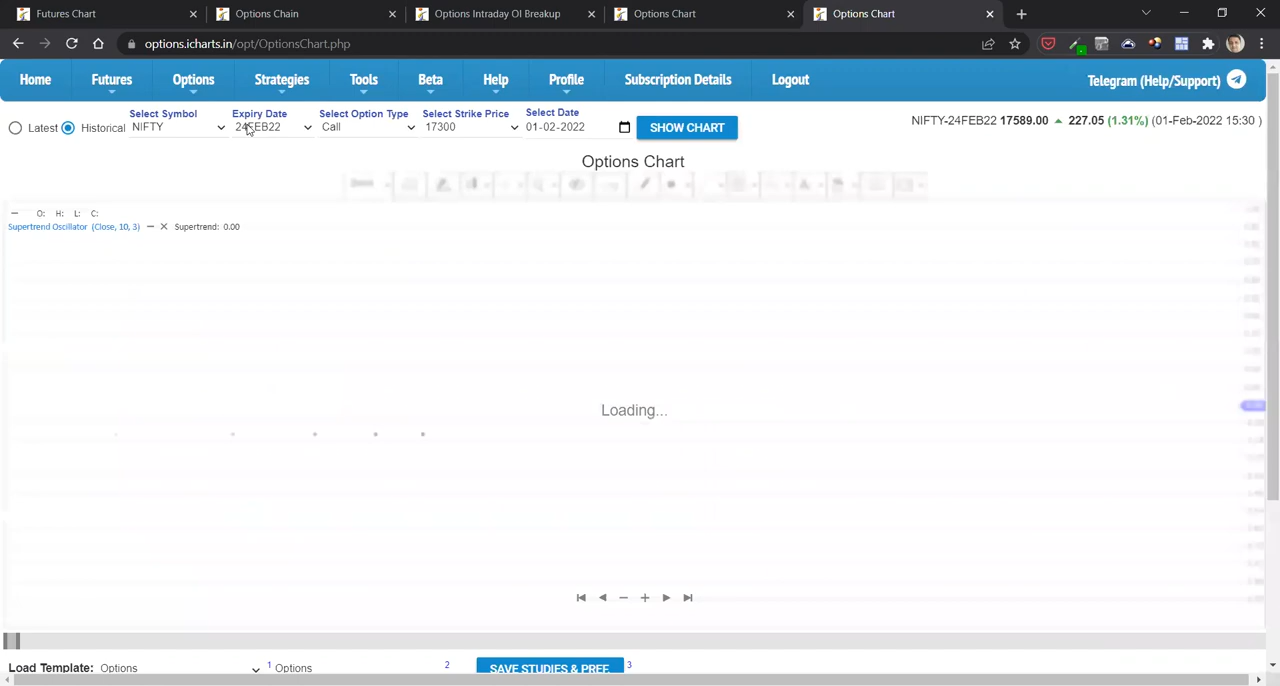 Futures Chart
Options Chain
Options Intraday OI Breakup
Options Chart
Options Chart
options.icharts.in/opt/OptionsChart.php
Home Futures Options Strategies Tools Beta Help Profile Subscription Details Logout Telegram (Help/Support)
Select Symbol Expiry Date Select Option Type Select Strike Price Select Date
Latest Historical NIFTY 24FEB22 Call 17300 01-02-2022 SHOW CHART NIFTY-24FEB22 17589.00 ▲ 227.05 (1.31%) (01-Feb-2022 15:30 )
Options Chart
O: H: L: C:
Supertrend Oscillator (Close, 10, 3) Supertrend: 0.00
Loading...
Load Template: Options 1 Options 2 SAVE STUDIES & PREF. 3